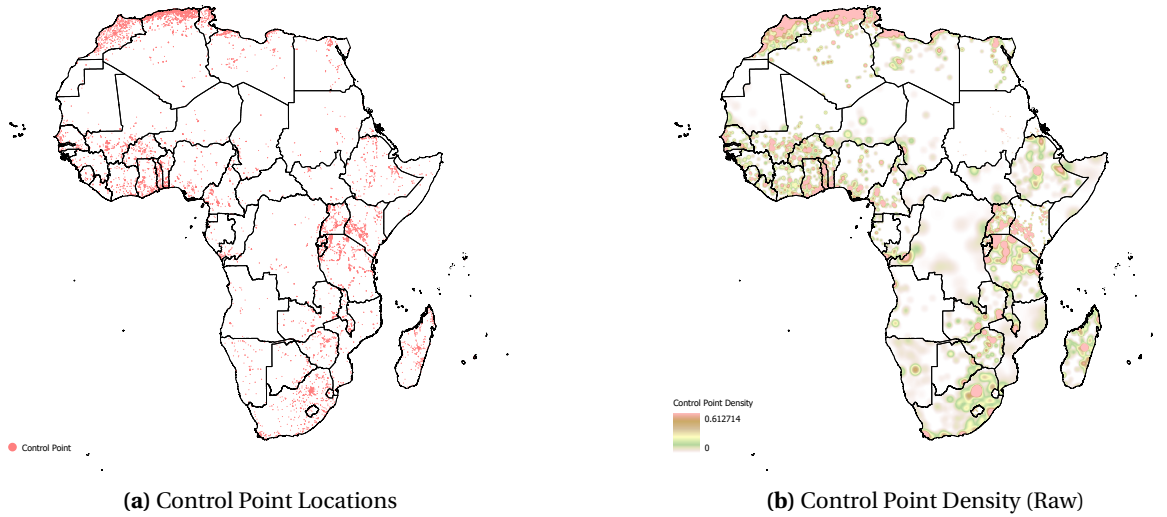 Control Point
Control Point Density
0.612714
0
(a) Control Point Locations
(b) Control Point Density (Raw)